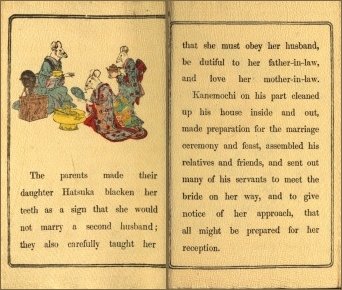 The parents made their
daughter Hatsuka blacken her
teeth as a sign that she would
not marry a second husband;
they also carefully taught her
that she must obey her husband,
be dutiful to her father-in-law,
and love her mother-in-law.
Kanemochi on his part cleaned
up his house inside and out,
made preparation for the marriage
ceremony and feast, assembled his
relatives and friends, and sent out
many of his servants to meet the
bride on her way, and to give
notice of her approach, that
all might be prepared for her
reception.